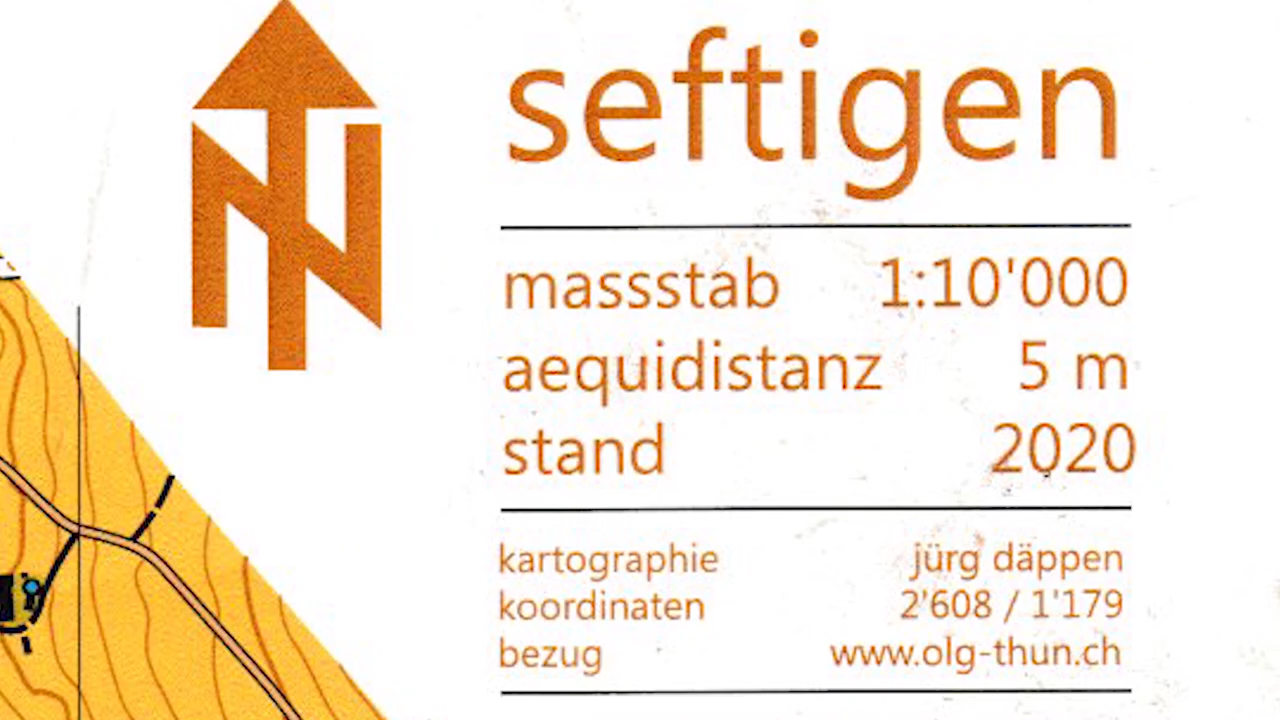 seftigen
massstab 1:10'000
aequidistanz 5 m
stand 2020
kartographie jürg däppen
koordinaten 2'608 / 1'179
bezug www.olg-thun.ch